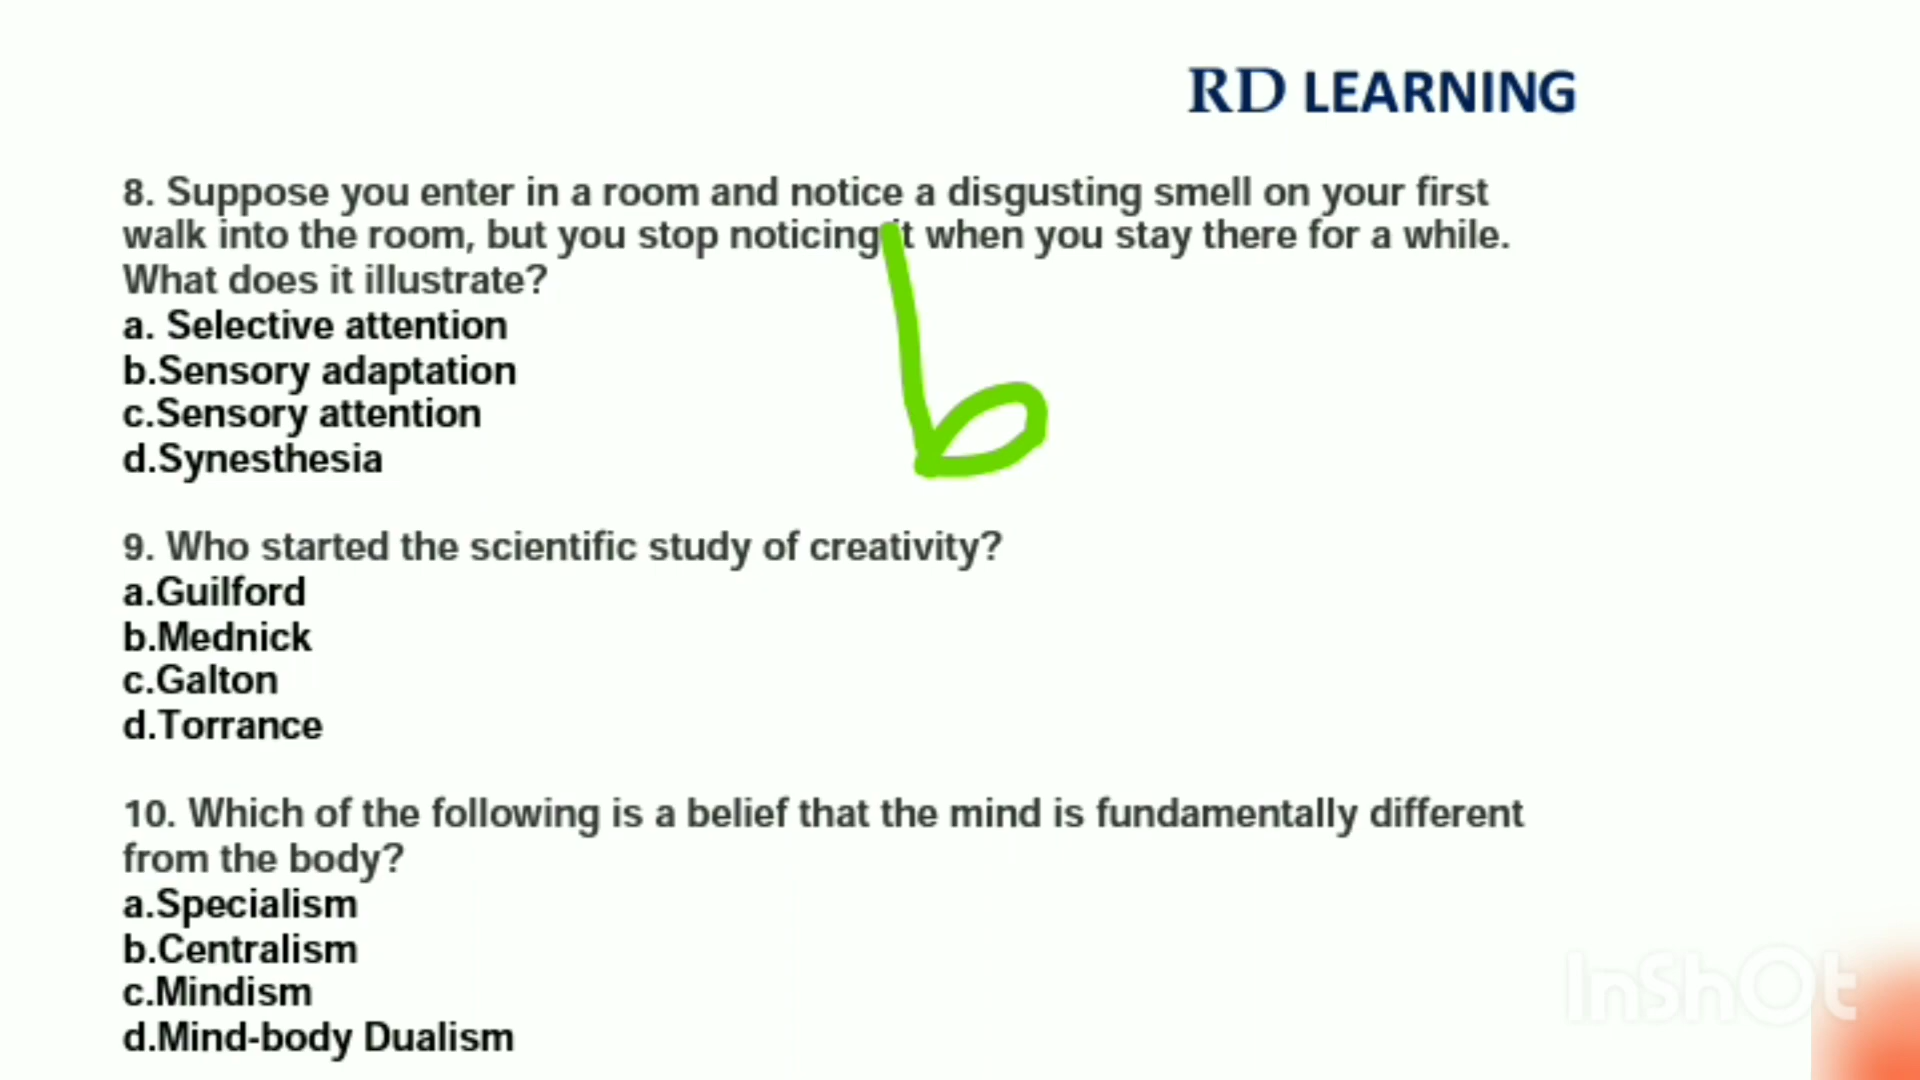 RD LEARNING
8. Suppose you enter in a room and notice a disgusting smell on your first
walk into the room, but you stop noticing it when you stay there for a while.
What does it illustrate?
a. Selective attention
b.Sensory adaptation
c.Sensory attention
d.Synesthesia
b
9. Who started the scientific study of creativity?
a.Guilford
b.Mednick
c.Galton
d.Torrance
10. Which of the following is a belief that the mind is fundamentally different
from the body?
a.Specialism
b.Centralism
c.Mindism
d.Mind-body Dualism
InShOt